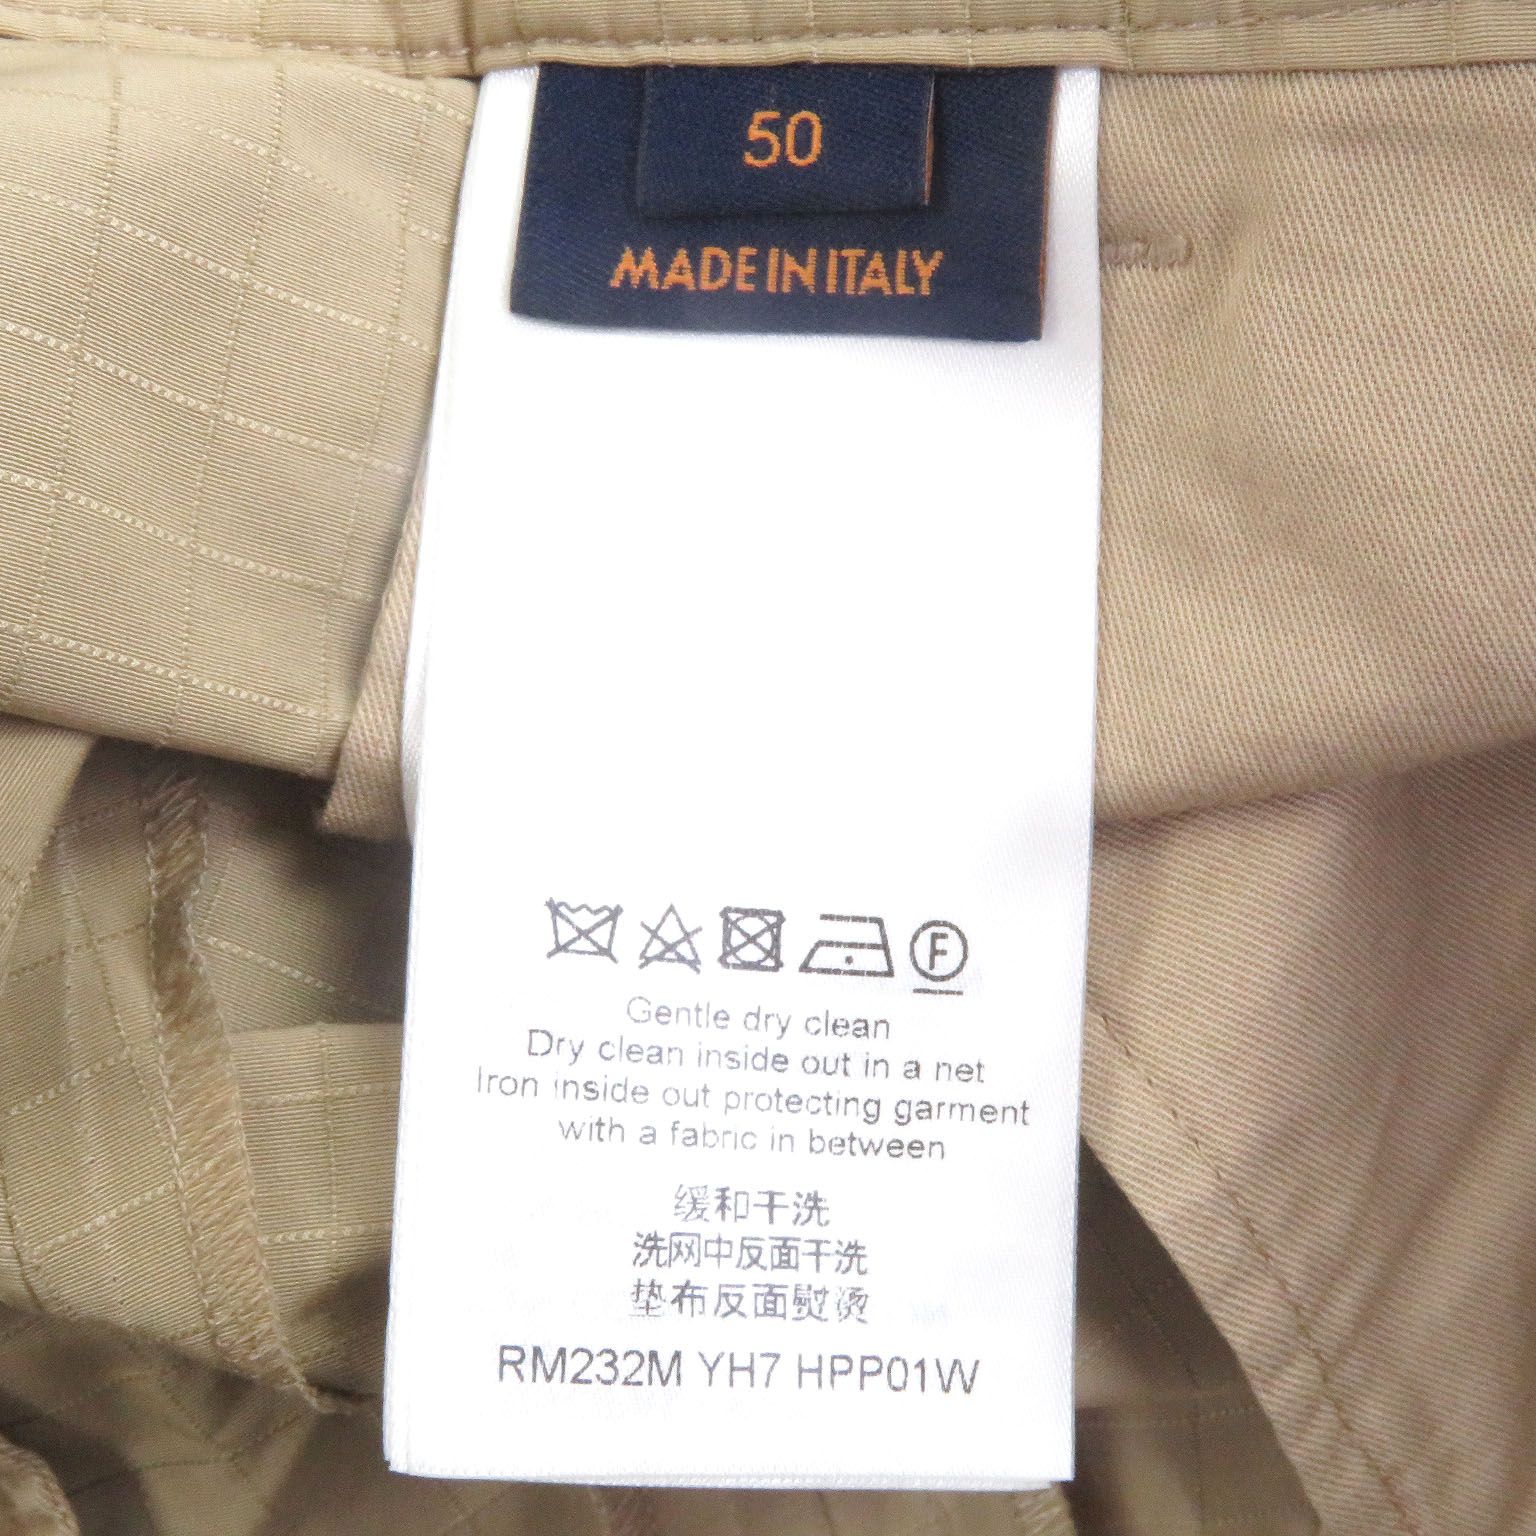 50
MADE IN ITALY
F
Gentle dry clean
Dry clean inside out in a net
Iron inside out protecting garment
with a fabric in between
缓和干洗
洗网中反面干洗
垫布反面熨烫
RM232M YH7 HPP01W